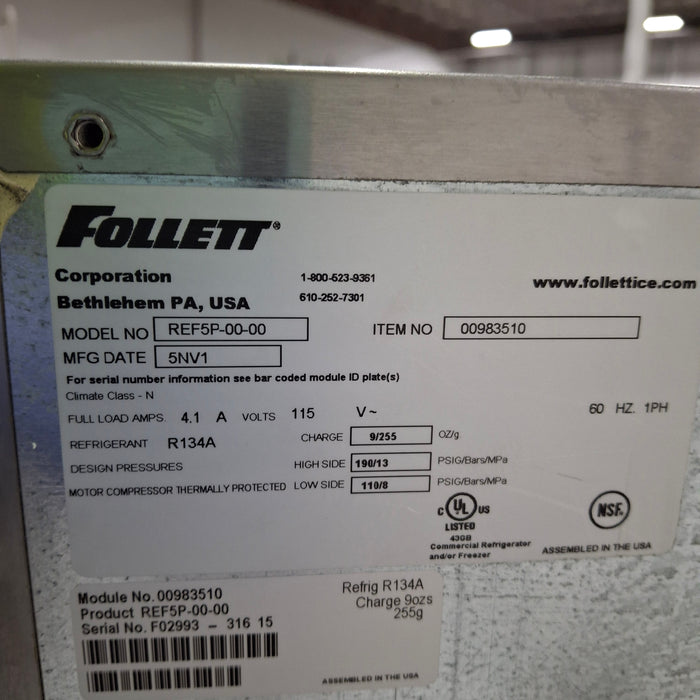 FOLLETT®
Corporation 1-800-523-9361 www.follettice.com
Bethlehem PA, USA 610-252-7301
MODEL NO REF5P-00-00 ITEM NO 00983510
MFG DATE 5NV1
For serial number information see bar coded module ID plate(s)
Climate Class - N
FULL LOAD AMPS. 4.1 A VOLTS 115 V~ 60 HZ. 1PH
REFRIGERANT R134A CHARGE 9/255 OZ/g
DESIGN PRESSURES HIGH SIDE 190/13 PSIG/Bars/MPa
MOTOR COMPRESSOR THERMALLY PROTECTED LOW SIDE 110/8 PSIG/Bars/MPa
C UL US NSF.
LISTED
43GB
Commercial Refrigerator
and/or Freezer ASSEMBLED IN THE USA
Module No. 00983510 Refrig R134A
Product REF5P-00-00 Charge 9ozs
Serial No. F02993 - 316 15 255g
ASSEMBLED IN THE USA